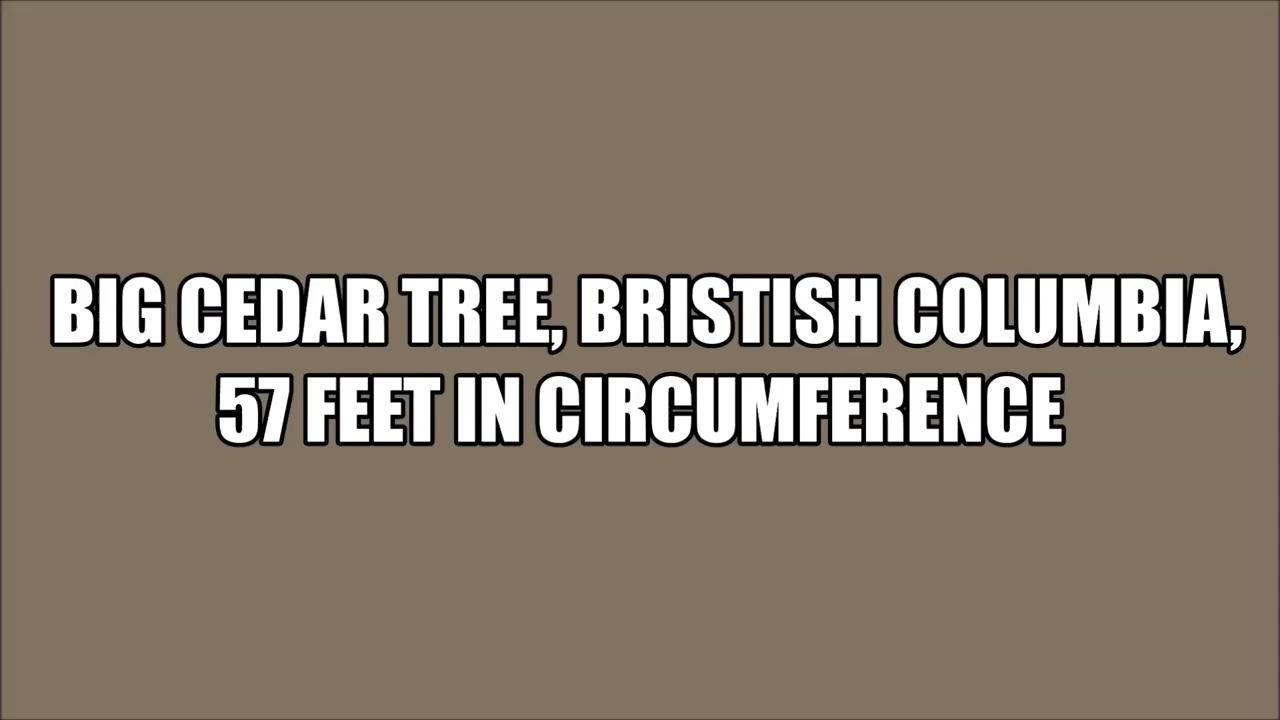 BIG CEDAR TREE, BRISTISH COLUMBIA,
57 FEET IN CIRCUMFERENCE